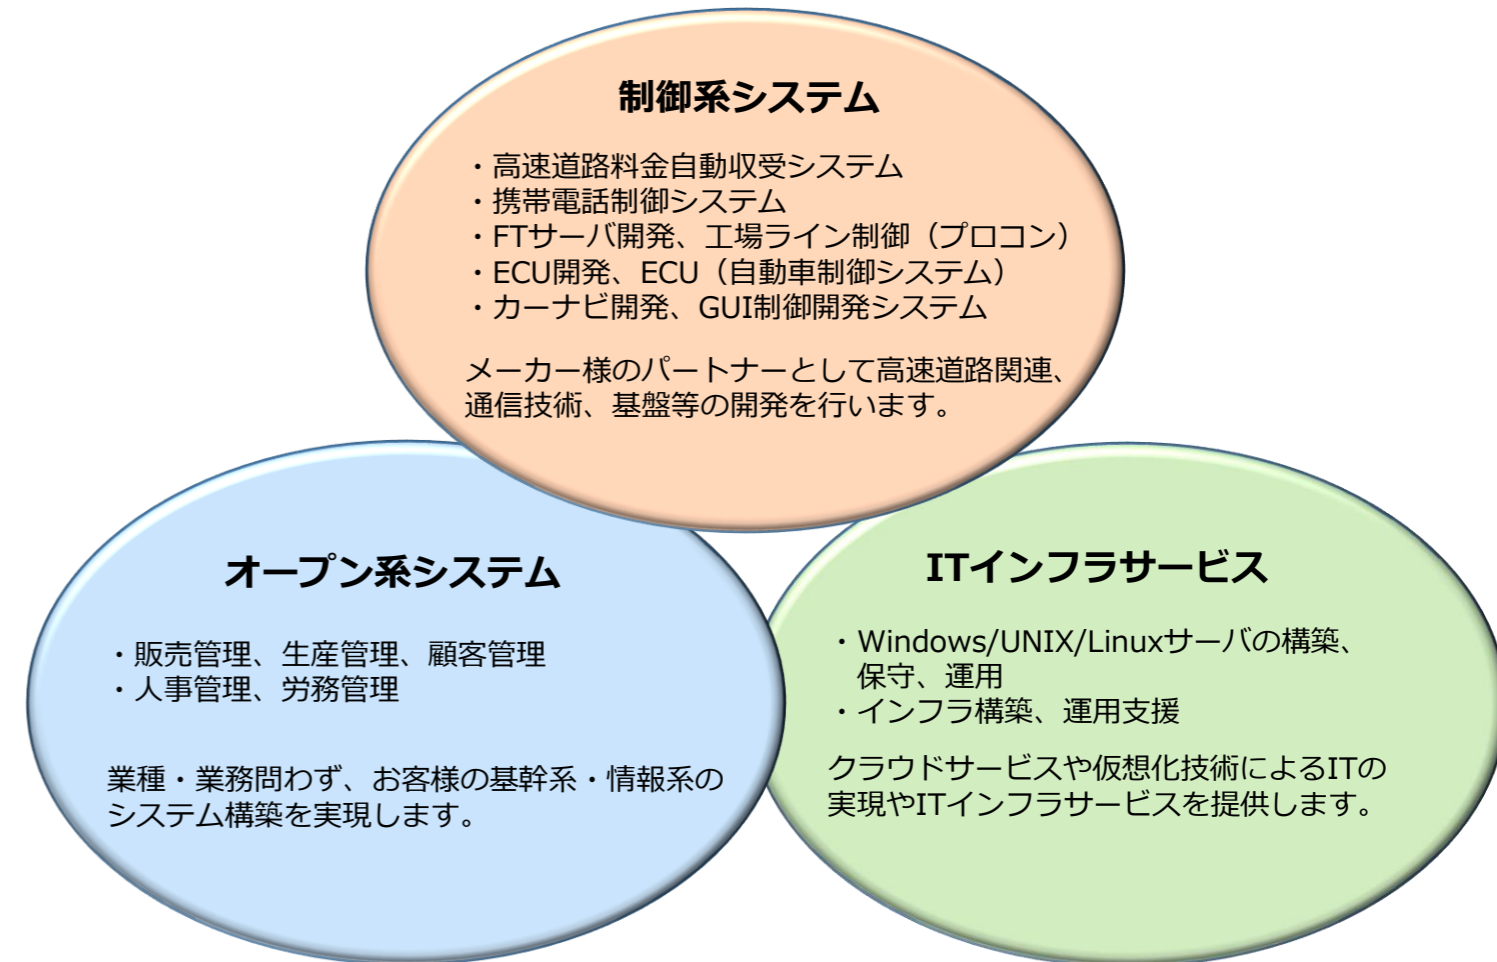 制御系システム
・高速道路料金自動収受システム
・携帯電話制御システム
・FTサーバ開発、工場ライン制御（プロコン）
・ECU開発、ECU（自動車制御システム）
・カーナビ開発、GUI制御開発システム
メーカー様のパートナーとして高速道路関連、
通信技術、基盤等の開発を行います。
オープン系システム
・販売管理、生産管理、顧客管理
・人事管理、労務管理
業種・業務問わず、お客様の基幹系・情報系の
システム構築を実現します。
ITインフラサービス
・Windows/UNIX/Linuxサーバの構築、
保守、運用
・インフラ構築、運用支援
クラウドサービスや仮想化技術によるITの
実現やITインフラサービスを提供します。